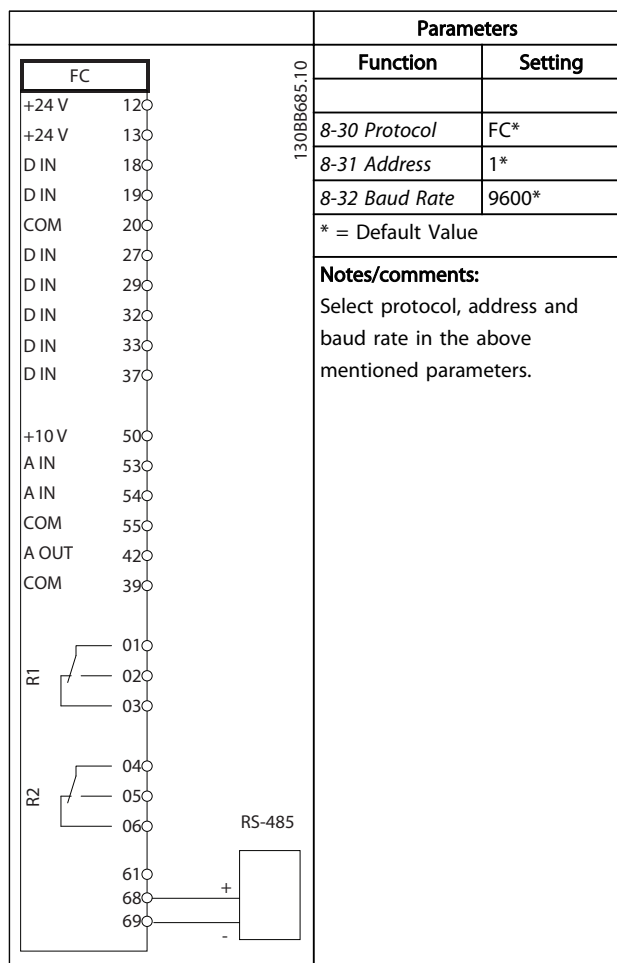 Parameters
Function Setting
8-30 Protocol FC*
8-31 Address 1*
8-32 Baud Rate 9600*
* = Default Value
Notes/comments:
Select protocol, address and
baud rate in the above
mentioned parameters.
FC
130BB685.10
+24 V 12
+24 V 13
D IN 18
D IN 19
COM 20
D IN 27
D IN 29
D IN 32
D IN 33
D IN 37
+10 V 50
A IN 53
A IN 54
COM 55
A OUT 42
COM 39
R1
01
02
03
R2
04
05
06
RS-485
61
68 +
69 -